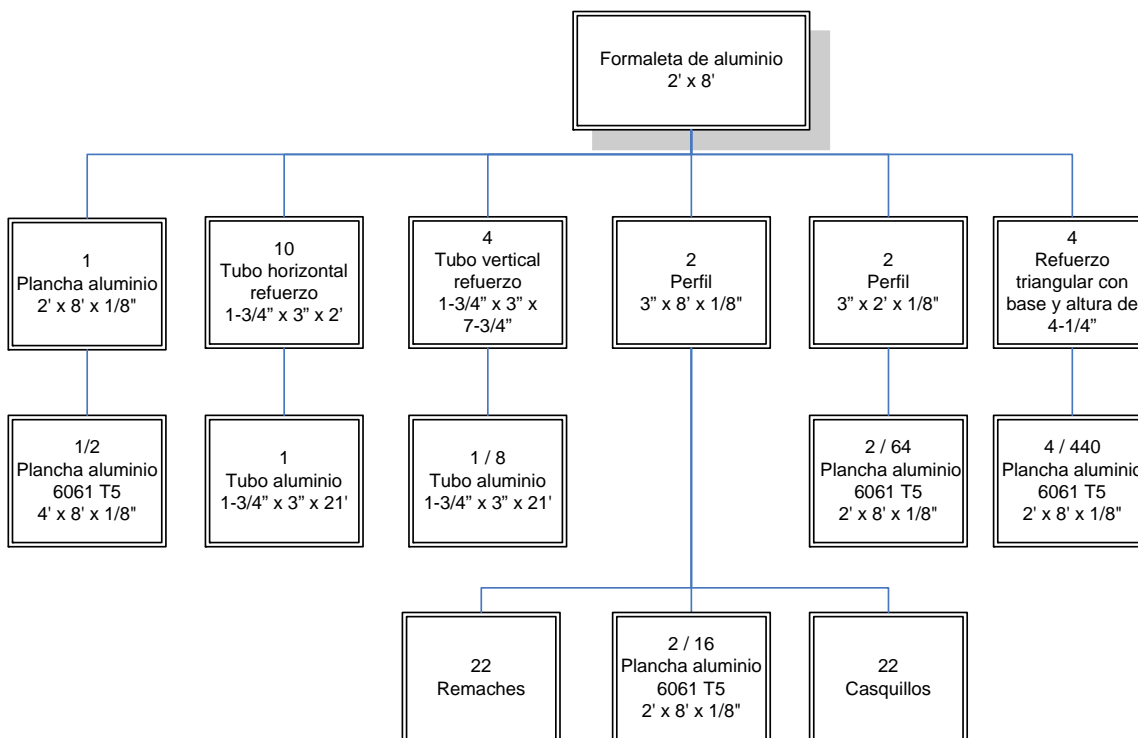 Formaleta de aluminio
2' x 8'
1
Plancha aluminio
2' x 8' x 1/8"
10
Tubo horizontal
refuerzo
1-3/4” x 3” x 2'
4
Tubo vertical
refuerzo
1-3/4” x 3” x
7-3/4”
2
Perfil
3” x 8' x 1/8"
2
Perfil
3” x 2' x 1/8"
4
Refuerzo
triangular con
base y altura de
4-1/4”
1/2
Plancha aluminio
6061 T5
4' x 8' x 1/8"
1
Tubo aluminio
1-3/4” x 3” x 21'
1 / 8
Tubo aluminio
1-3/4” x 3” x 21'
2 / 64
Plancha aluminio
6061 T5
2' x 8' x 1/8"
4 / 440
Plancha aluminio
6061 T5
2' x 8' x 1/8"
22
Remaches
2 / 16
Plancha aluminio
6061 T5
2' x 8' x 1/8"
22
Casquillos